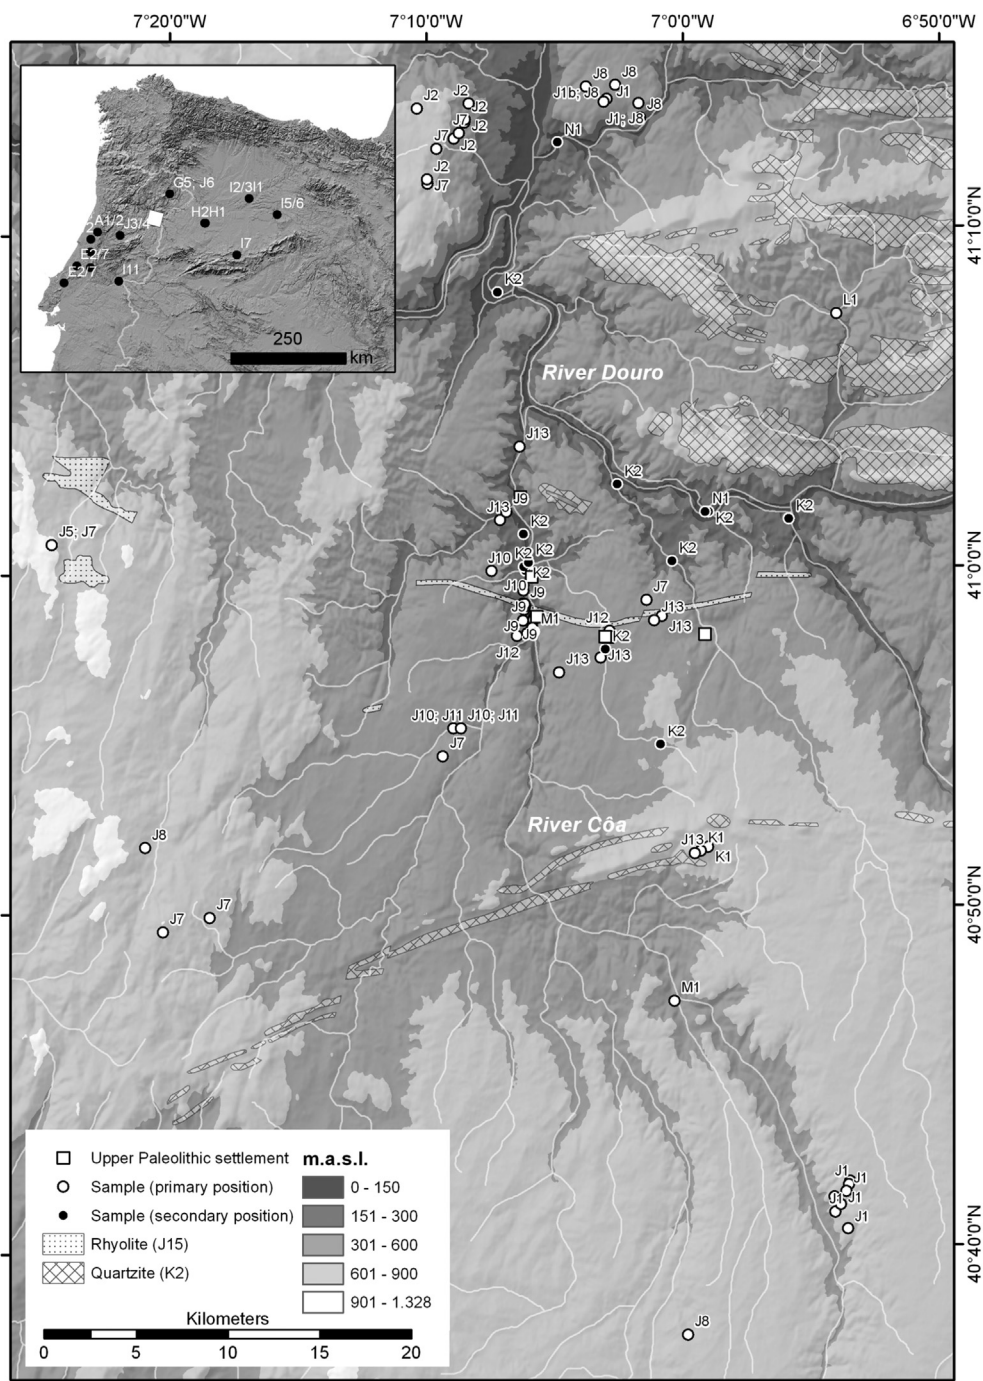 7°20'0"W 7°10'0"W 7°0'0"W 6°50'0"W
J2 J2 J2 J7 J2 J7 J2 J2 J7
J8 J8 J1b; J8 J1 J8 J1; J8
N1
G5; J6 I2/3 I1 I5/6
A1/2 J3/4 H2 H1
E2/7 I7
E2/7 I11
250
km
41°10'0"N
K2
L1
River Douro
J13
K2
J9 N1
J13 K2 K2
K2
J5; J7
K2 K2
J10 K2
41°0'0"N
K2
J10 J9 J7
J9 J12 J13
M1
J9 J9 K2 J13
J12 J13 J13
J10; J11 J10; J11
K2
J7
River Côa
J8
J13 K1
K1
J7
J7
40°50'0"N
M1
J1 J1
J1 J1
J1
40°40'0"N
J8
Upper Paleolithic settlement
Sample (primary position)
Sample (secondary position)
Rhyolite (J15)
Quartzite (K2)
m.a.s.l.
0 - 150
151 - 300
301 - 600
601 - 900
901 - 1.328
Kilometers
0 5 10 15 20